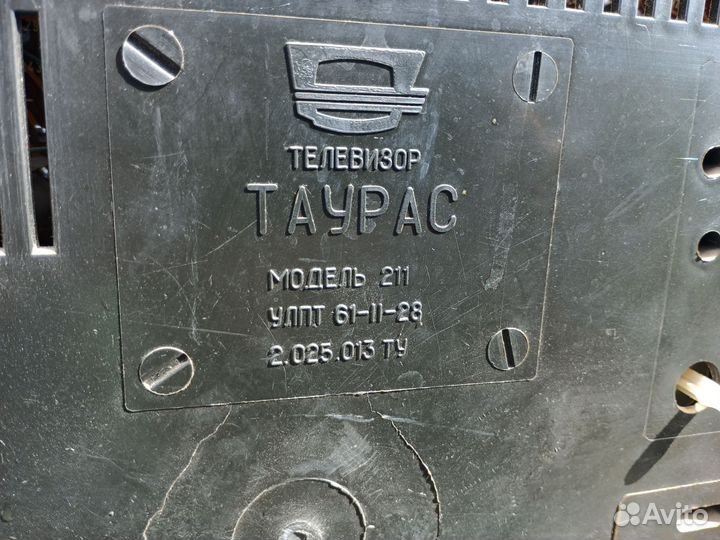 ТЕЛЕВИЗОР
ТАУРАС
МОДЕЛЬ 211
УЛПТ 61-II-28
2.025.013 ТУ
Avito